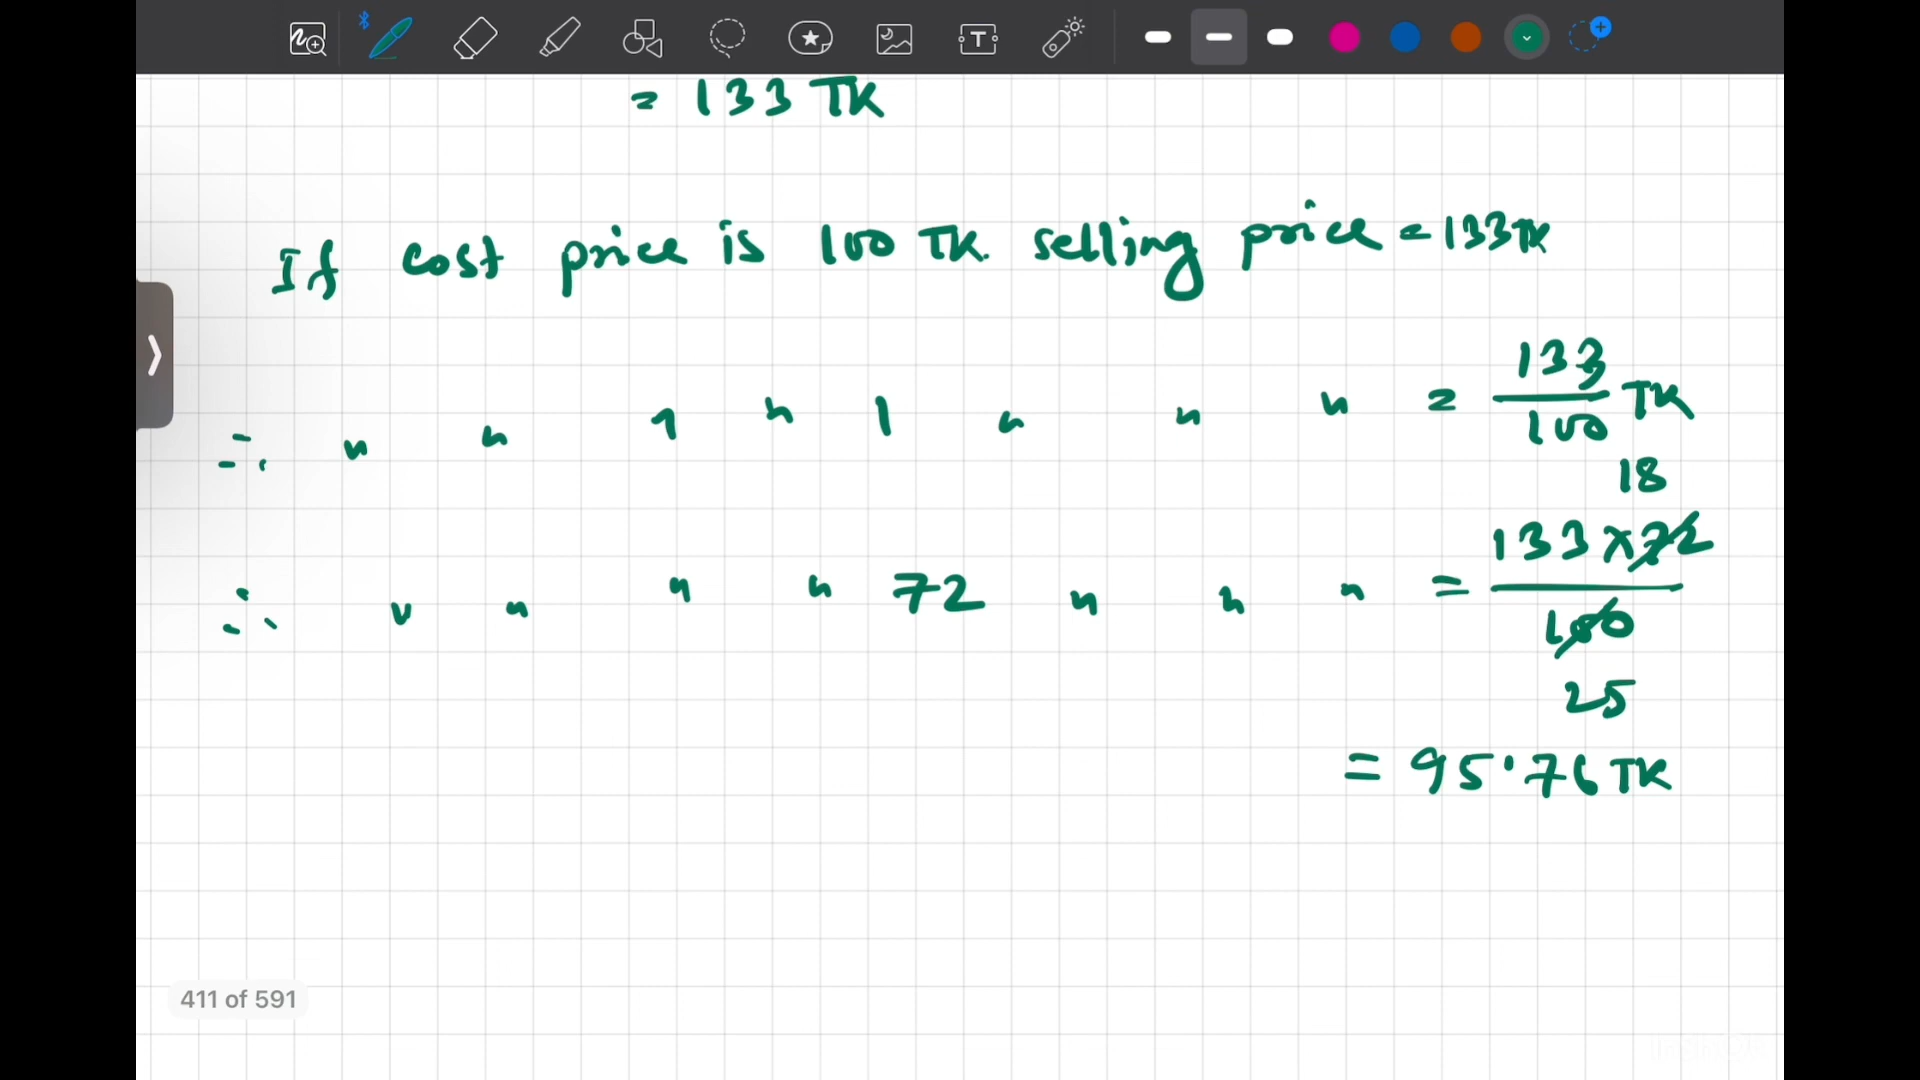 = 133 TK
If cost price is 100 TK. selling price = 133TK
∴ " " " " 1 " " " = 133/100 TK
18
∴ " " " " 72 " " " = 133×72/100
25
= 95.76 TK
411 of 591